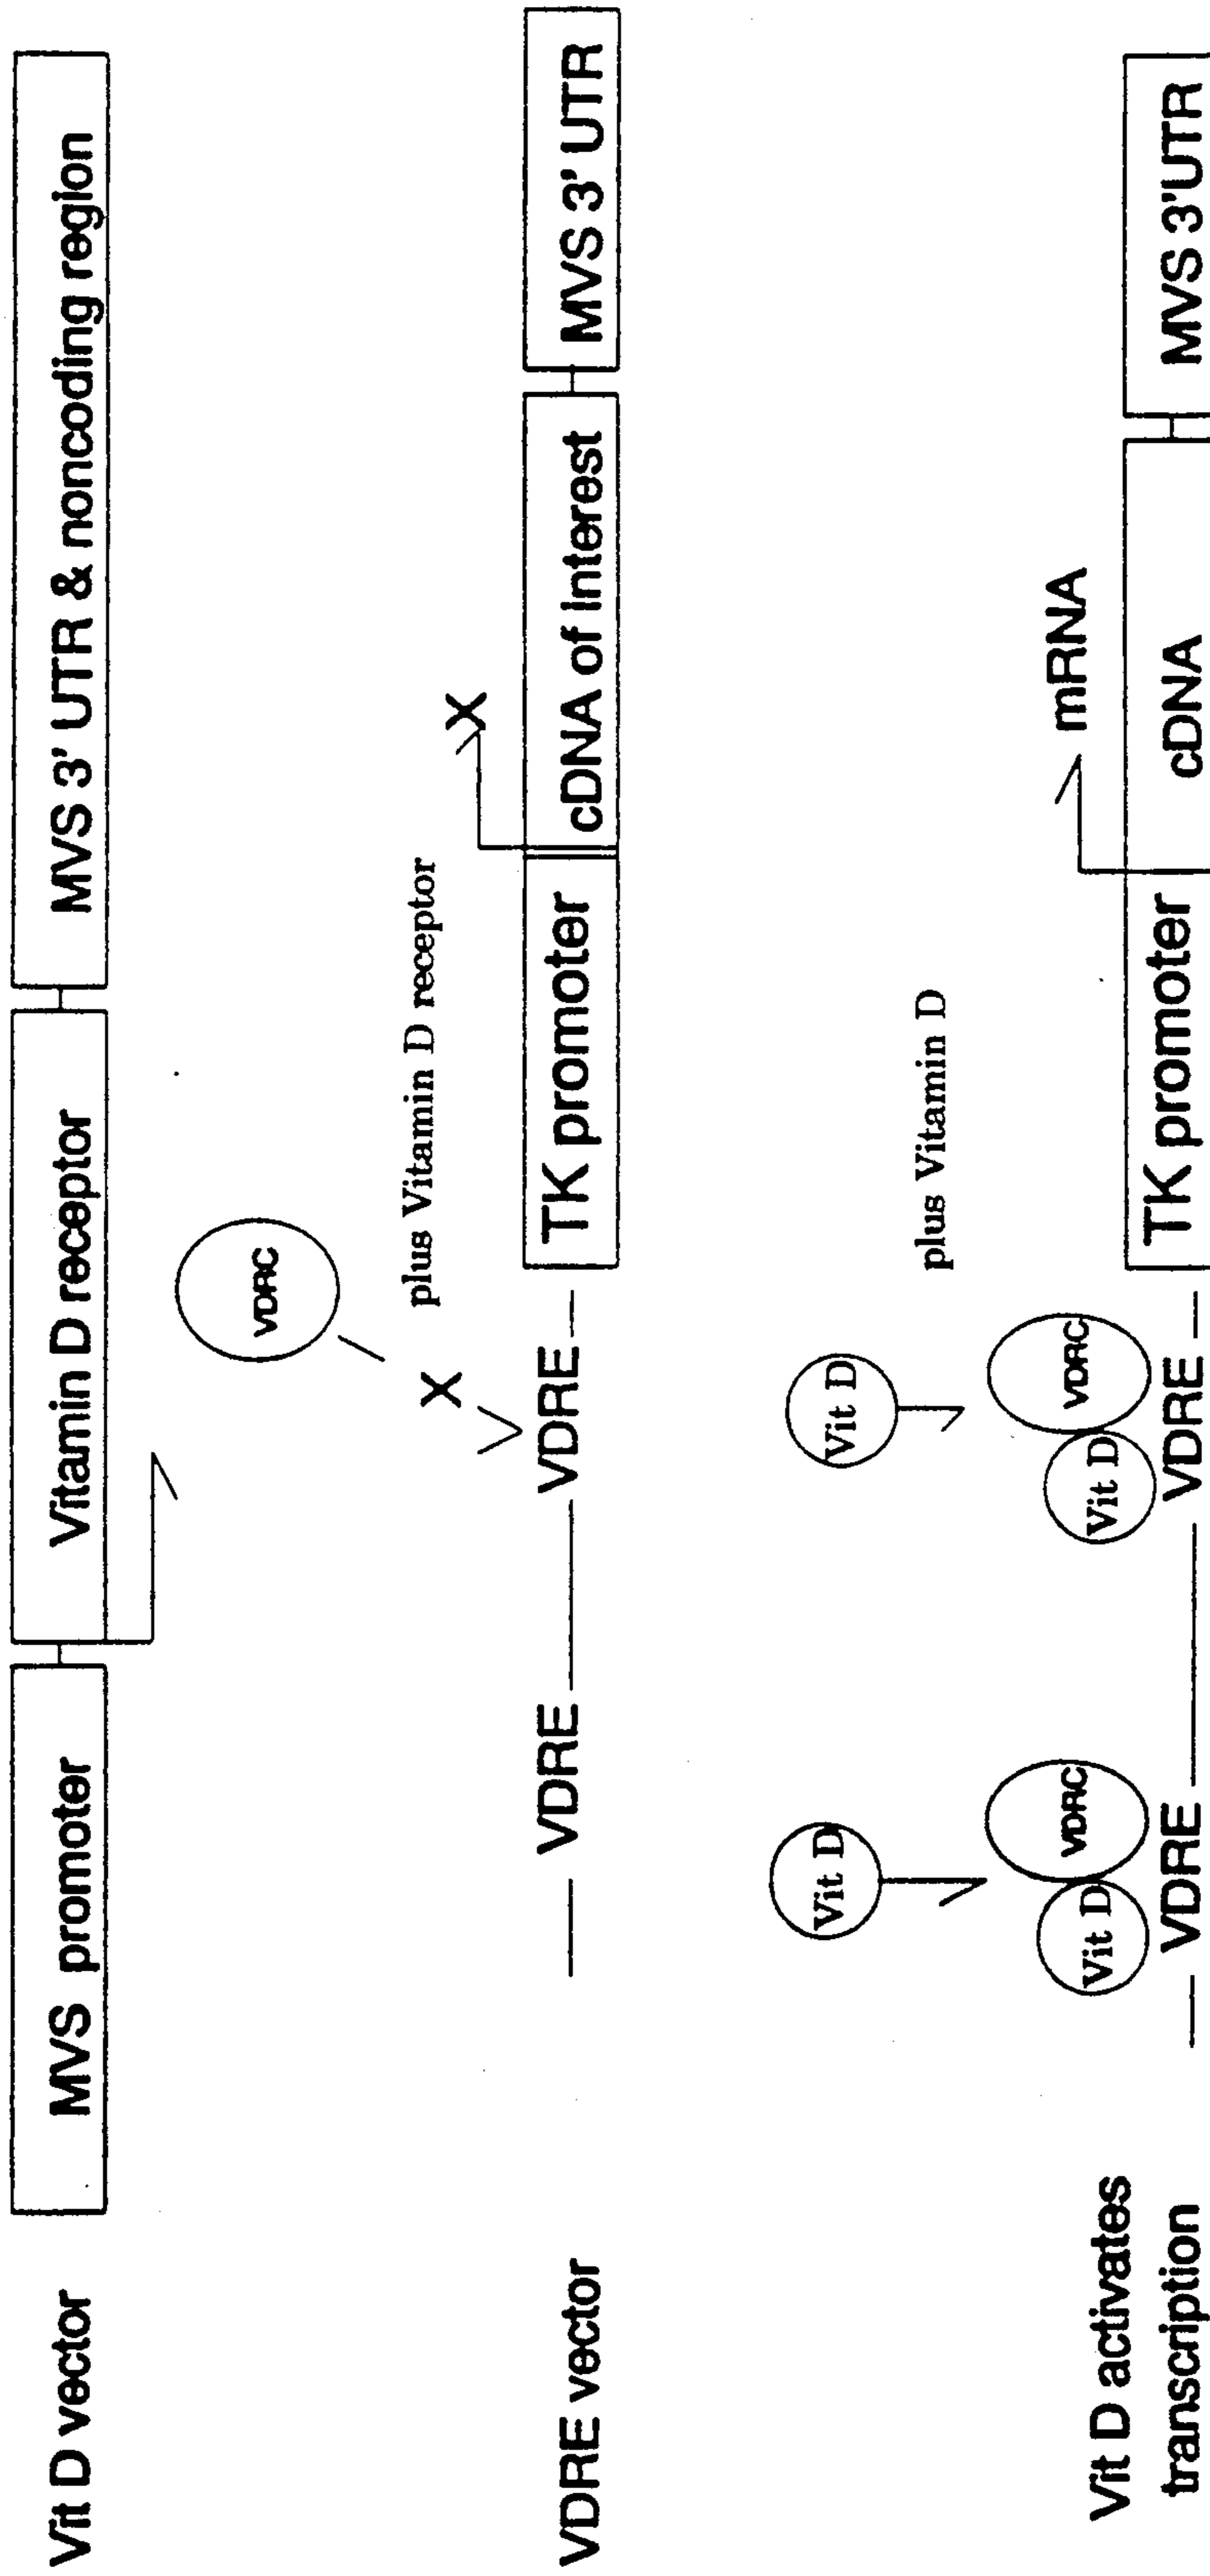 Vit D vector
MVS promoter
Vitamin D receptor
MVS 3' UTR & noncoding region
VDRC
X
plus Vitamin D receptor
X
VDRE vector
VDRE
VDRE
TK promoter
cDNA of interest
MVS 3' UTR
Vit D
Vit D
plus Vitamin D
Vit D
VDRC
Vit D
VDRC
mRNA
Vit D activates
transcription
VDRE
VDRE
TK promoter
cDNA
MVS 3'UTR